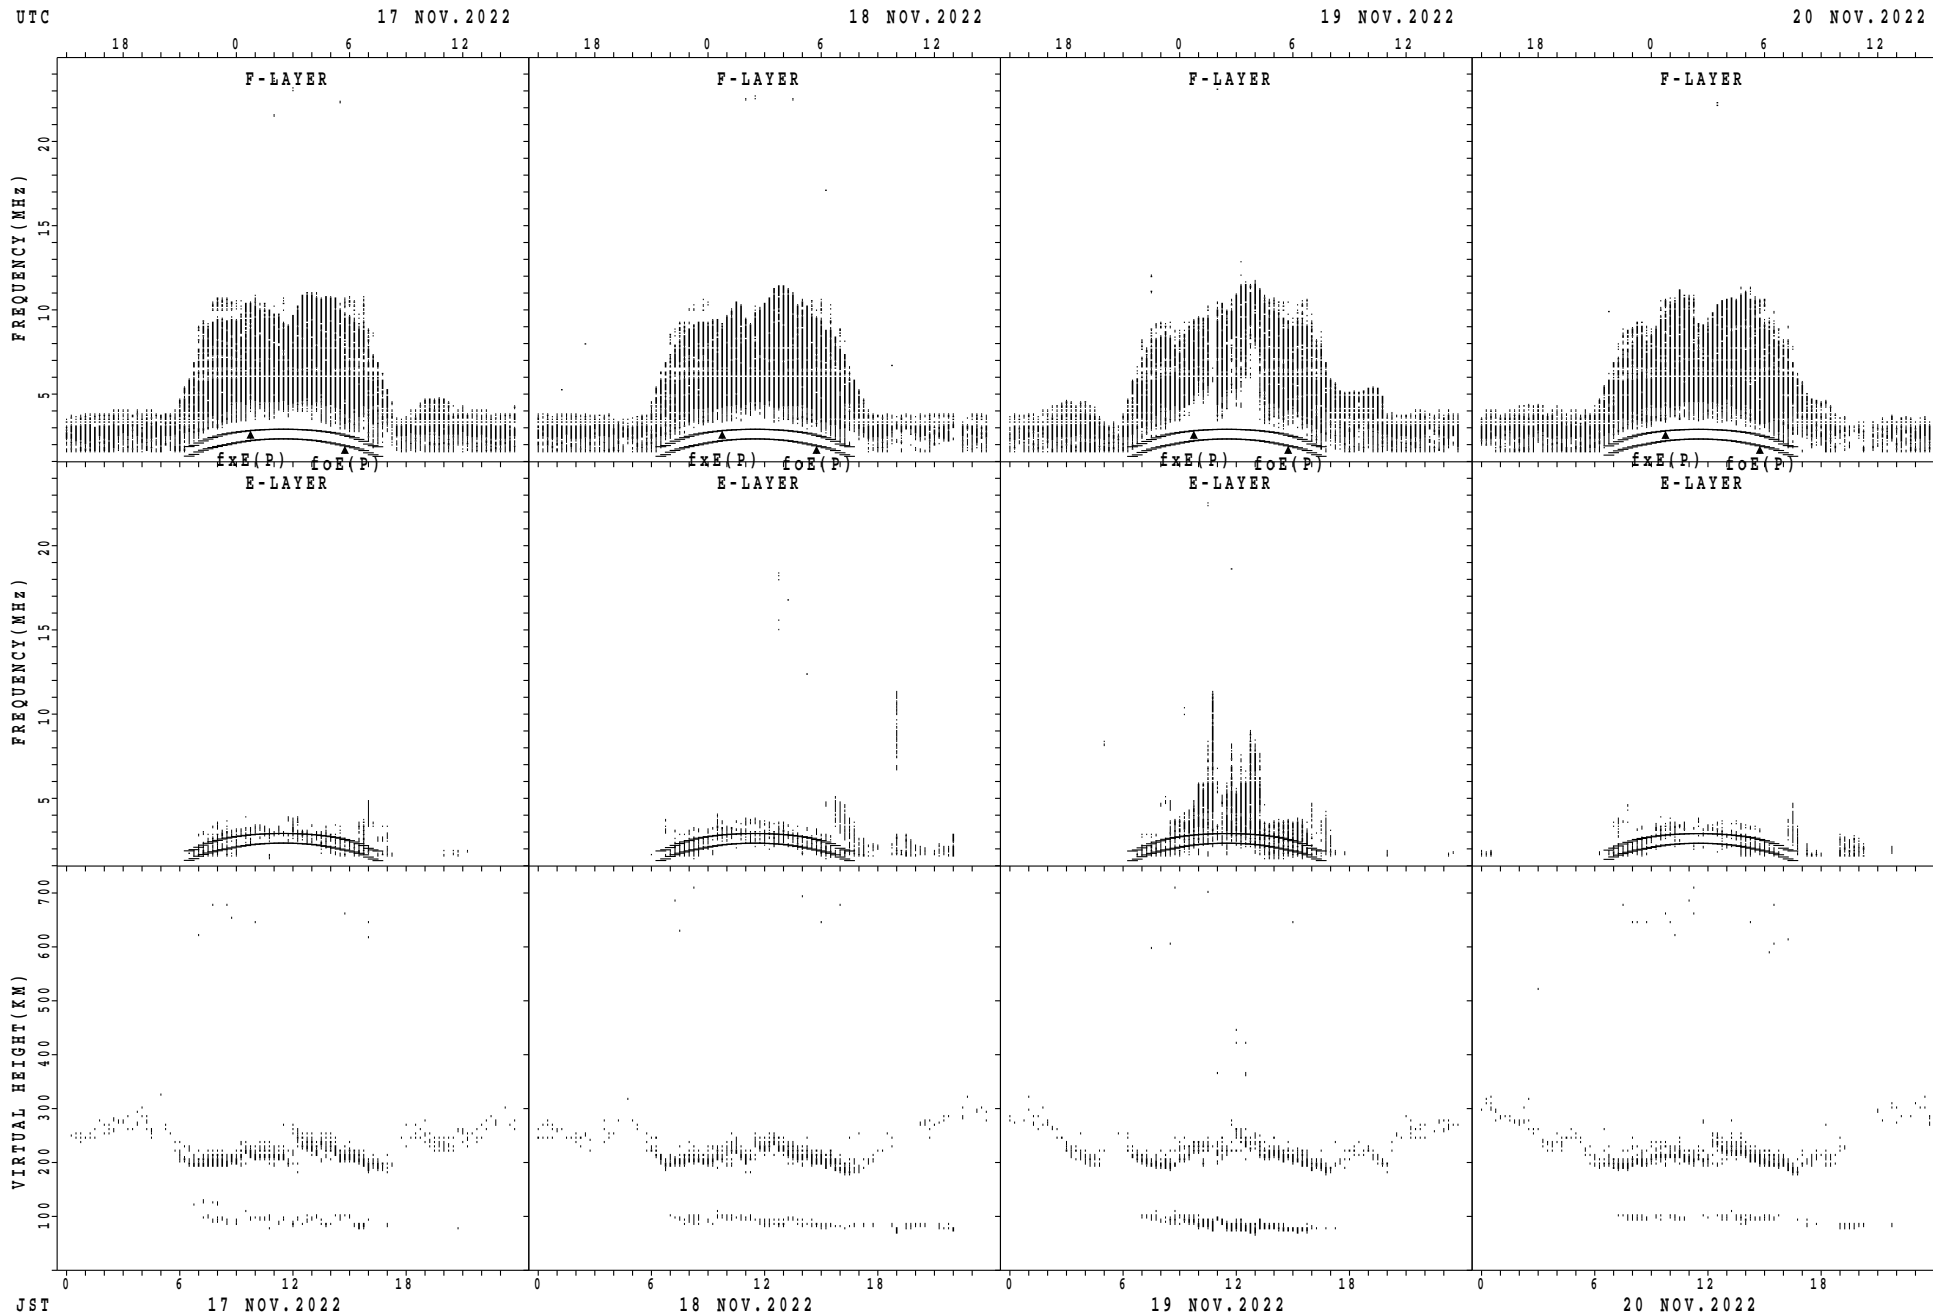 UTC 17 NOV.2022 18 NOV.2022 19 NOV.2022 20 NOV.2022
18 0 6 12 18 0 6 12 18 0 6 12 18 0 6 12
F-LAYER F-LAYER F-LAYER F-LAYER
FREQUENCY(MHz)
20
15
10
5
fxE(P) foE(P) fxE(P) foE(P) fxE(P) foE(P) fxE(P) foE(P)
E-LAYER E-LAYER E-LAYER E-LAYER
FREQUENCY(MHz)
20
15
10
5
VIRTUAL HEIGHT(KM)
700
600
500
400
300
200
100
0 6 12 18 0 6 12 18 0 6 12 18 0 6 12 18
JST 17 NOV.2022 18 NOV.2022 19 NOV.2022 20 NOV.2022